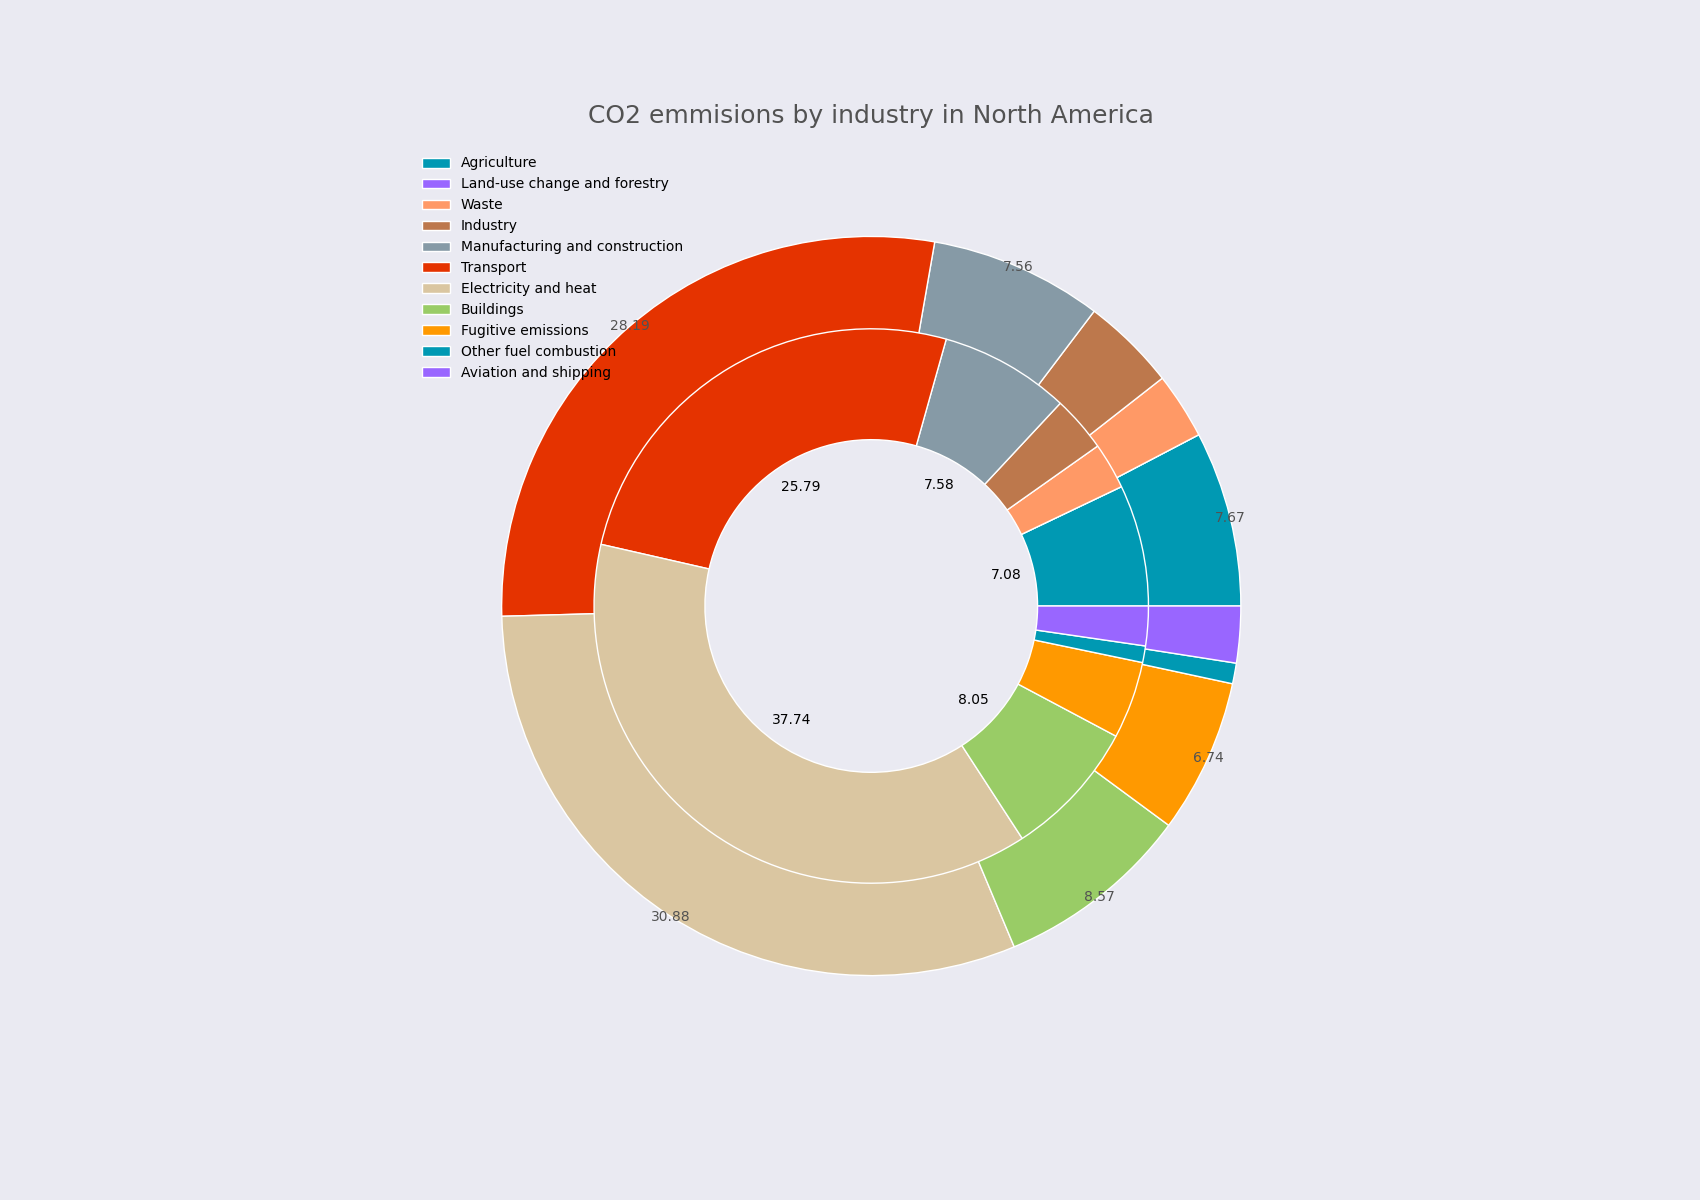 CO2 emmisions by industry in North America
Agriculture
Land-use change and forestry
Waste
Industry
Manufacturing and construction
Transport
Electricity and heat
Buildings
Fugitive emissions
Other fuel combustion
Aviation and shipping
7.56
28.19
25.79
7.58
7.67
7.08
8.05
37.74
6.74
8.57
30.88